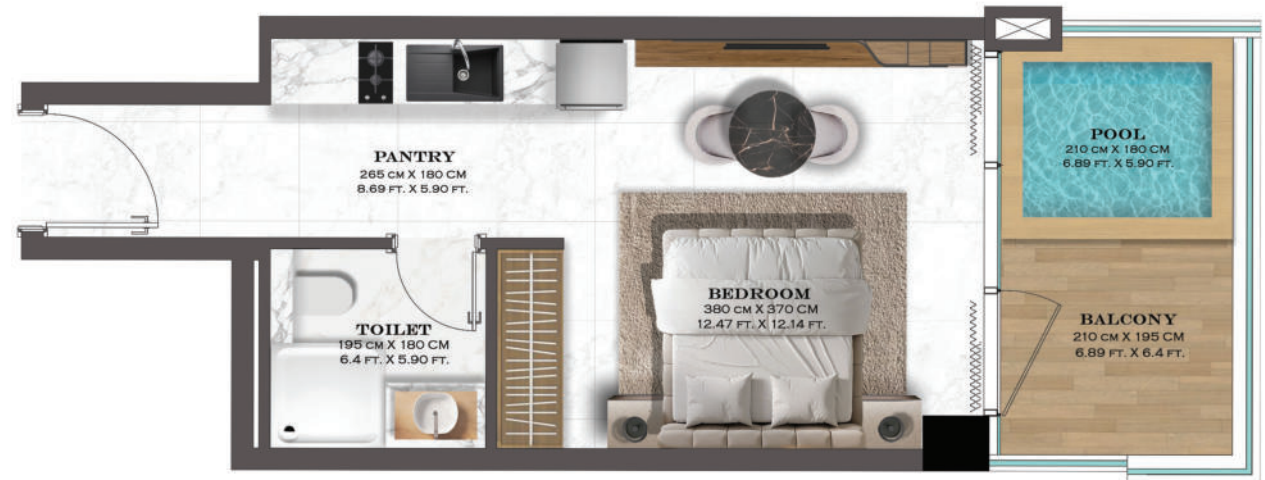 PANTRY
265 CM X 180 CM
8.69 FT. X 5.90 FT.
POOL
210 CM X 180 CM
6.89 FT. X 5.90 FT.
BEDROOM
380 CM X 370 CM
12.47 FT. X 12.14 FT.
TOILET
195 CM X 180 CM
6.4 FT. X 5.90 FT.
BALCONY
210 CM X 195 CM
6.89 FT. X 6.4 FT.